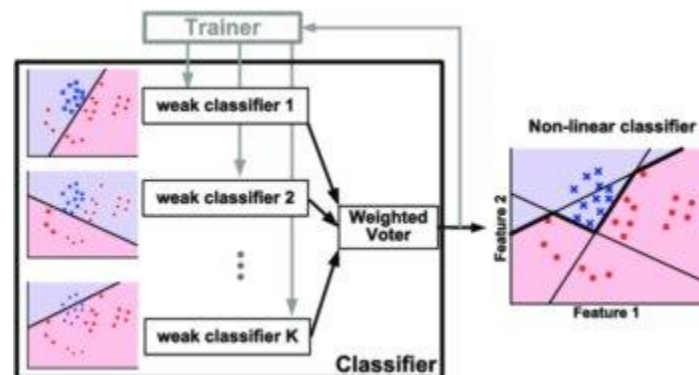 Trainer
weak classifier 1
Non-linear classifier
weak classifier 2
Weighted
Voter
Feature 2
weak classifier K
Feature 1
Classifier